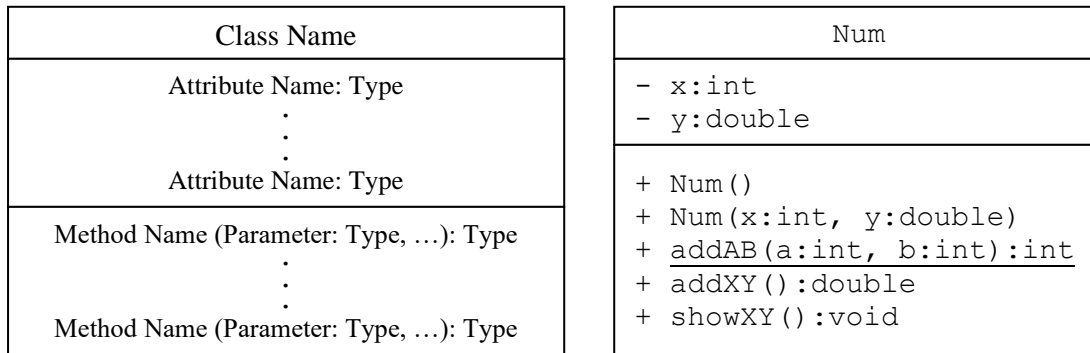 Class Name
Attribute Name: Type
.
.
.
Attribute Name: Type
Method Name (Parameter: Type, …): Type
.
.
.
Method Name (Parameter: Type, …): Type
Num
- x:int
- y:double
+ Num()
+ Num(x:int, y:double)
+ addAB(a:int, b:int):int
+ addXY():double
+ showXY():void